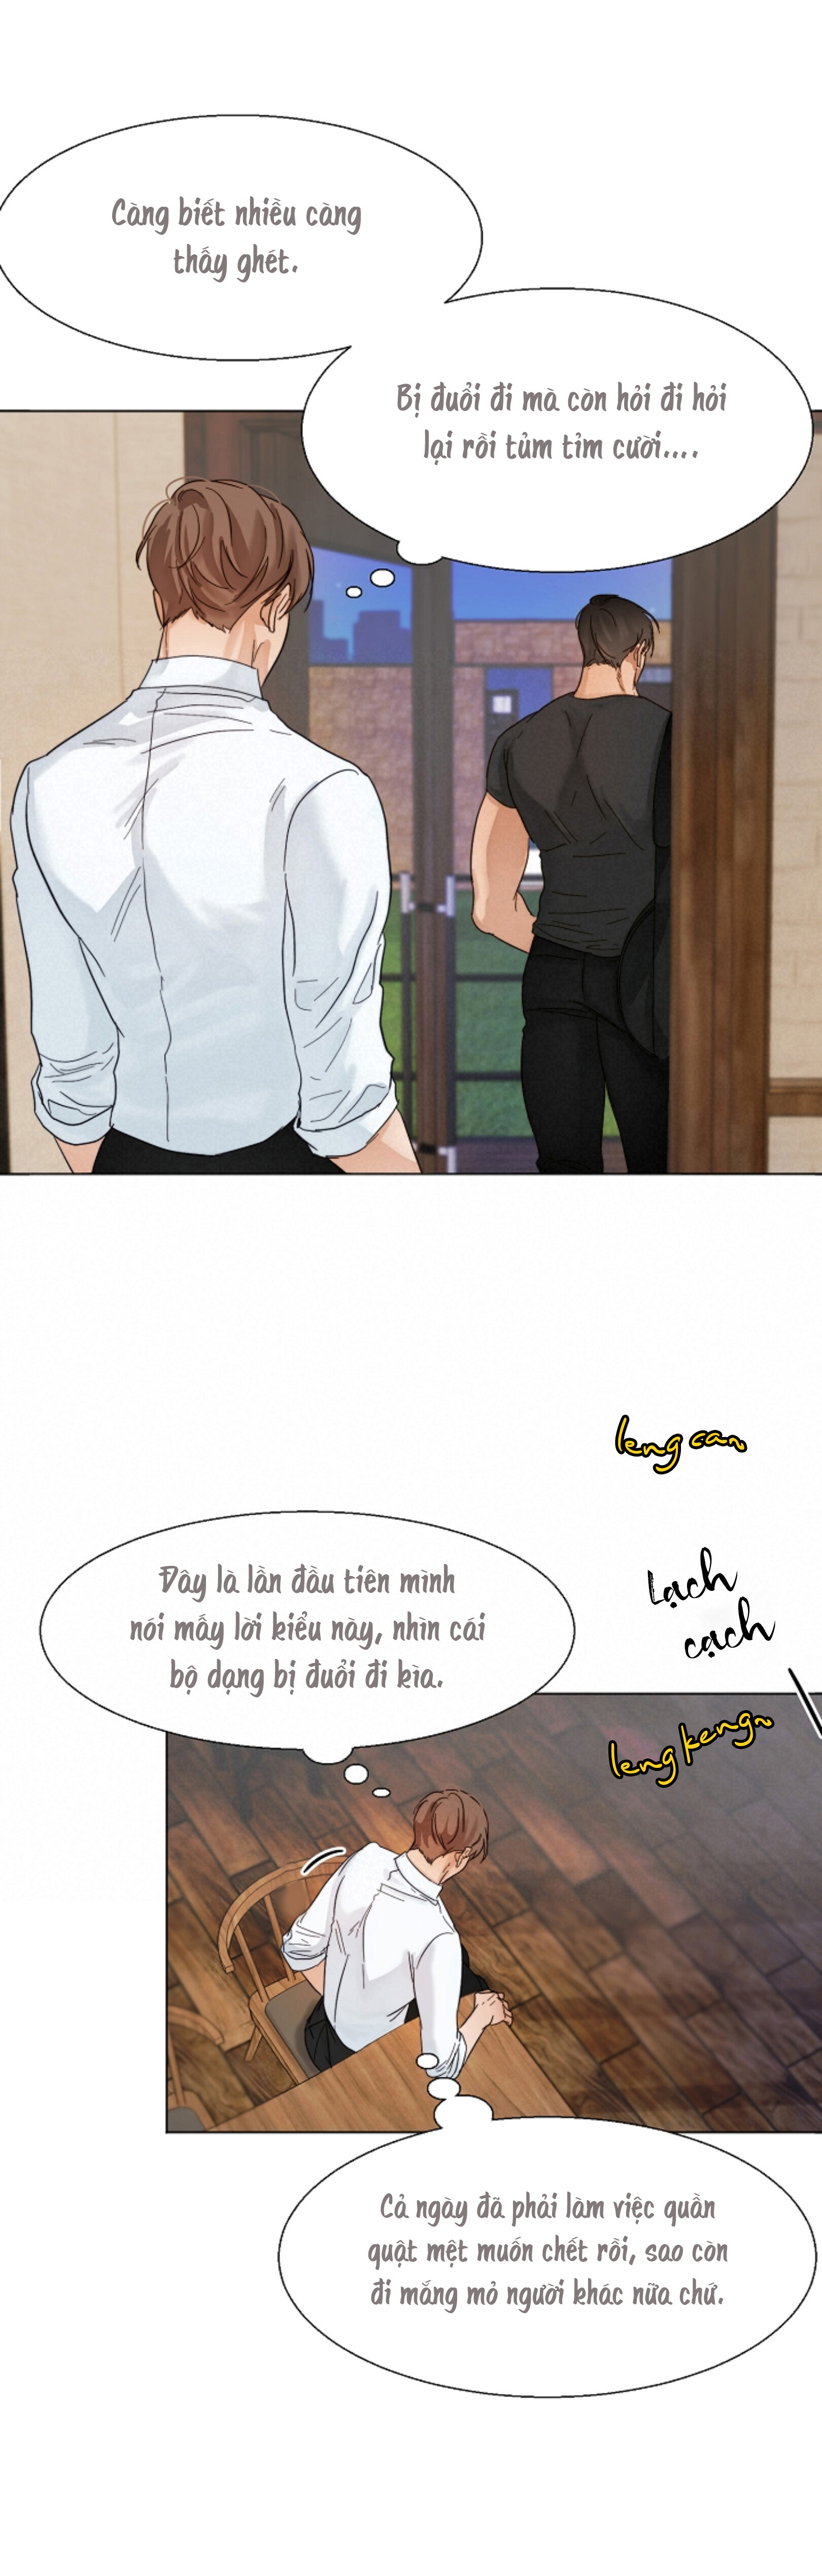 Càng biết nhiều càng
thấy ghét.
Bị đuổi đi mà còn hỏi đi hỏi
lại rồi tủm tỉm cười....
leng cang
Đây là lần đầu tiên mình
nói mấy lời kiểu này, nhìn cái
bộ dạng bị đuổi đi kìa.
Lạch
cạch
leng keng~
Cả ngày đã phải làm việc quần
quật mệt muốn chết rồi, sao còn
đi mắng mỏ người khác nữa chứ.